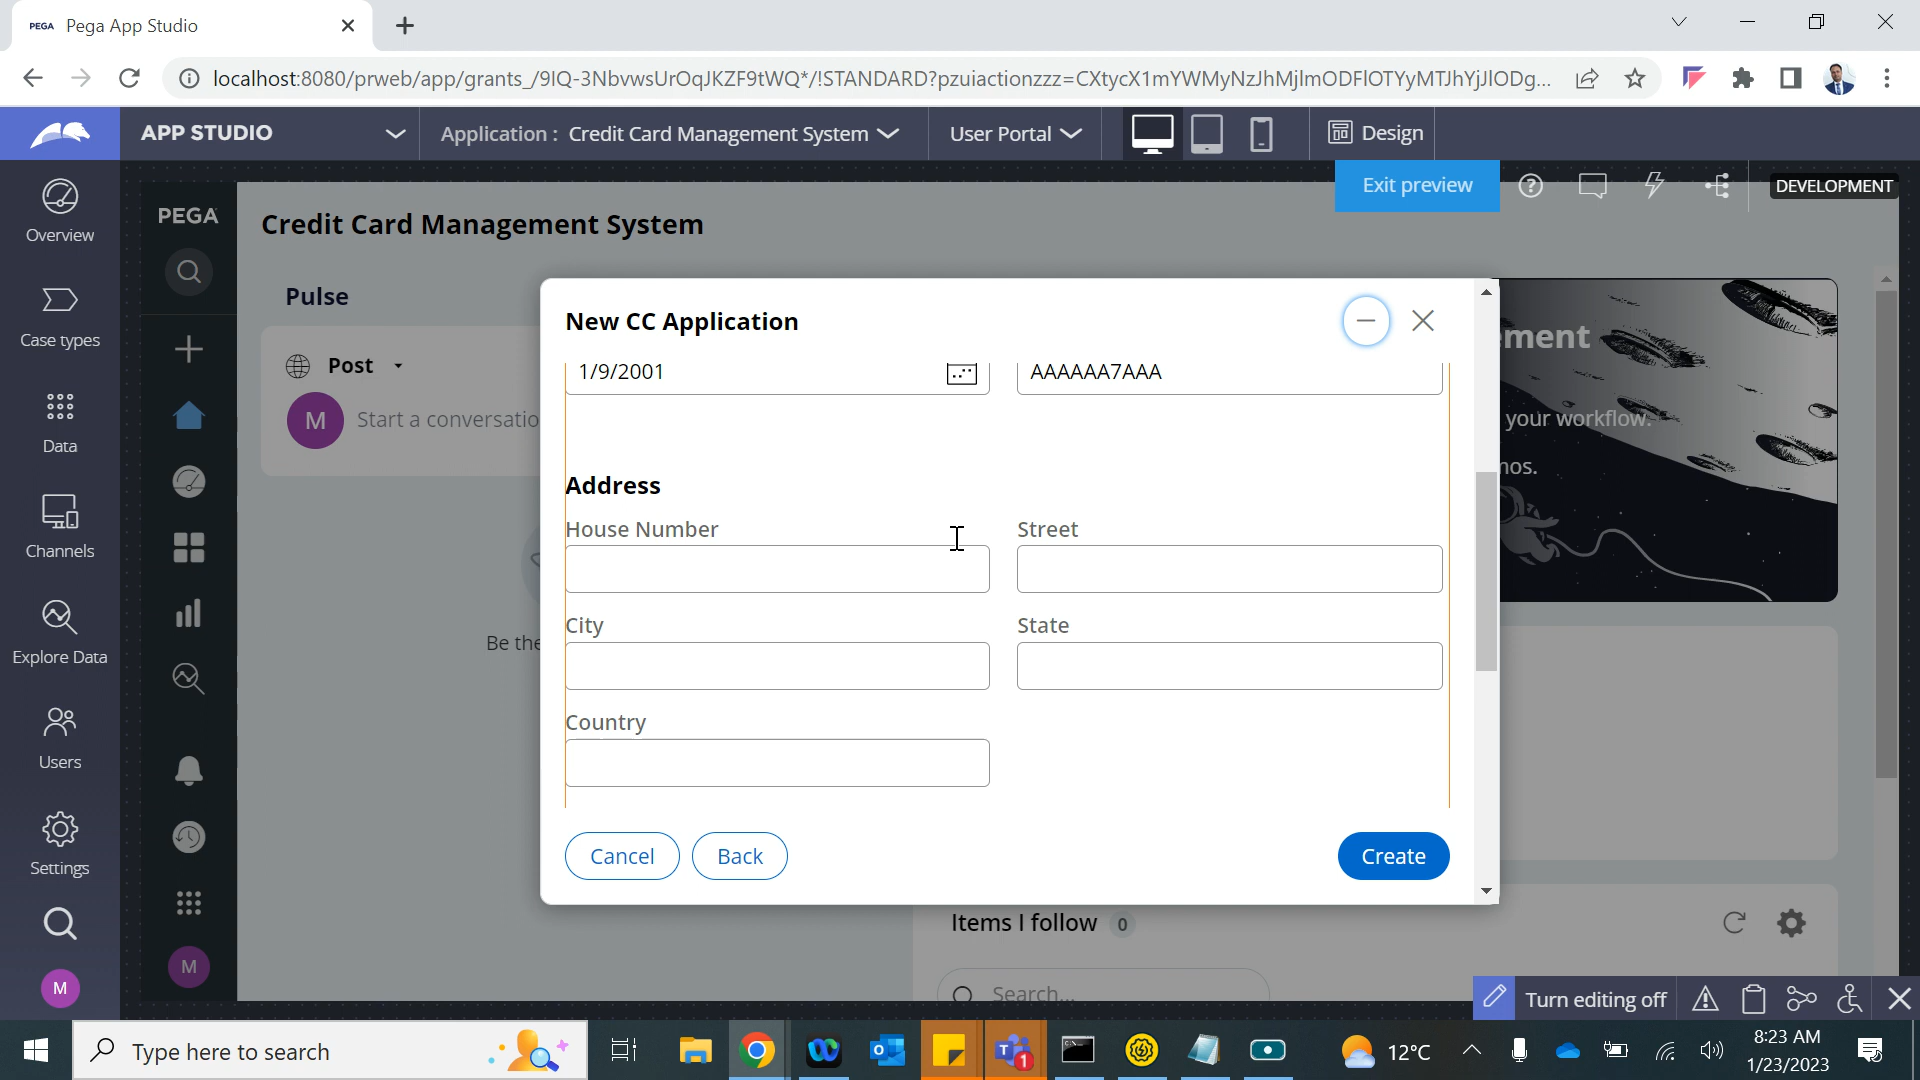 PEGA Pega App Studio
localhost:8080/prweb/app/grants_/9IQ-3NbvwsUrOqJKZF9tWQ*/!STANDARD?pzuiactionzzz=CXtycX1mYWMyNzJhMjlmODFlOTYyMTJhYjJlODg...
APP STUDIO
Application : Credit Card Management System
User Portal
Design
Exit preview
DEVELOPMENT
Overview
Case types
Data
Channels
Explore Data
Users
Settings
M
PEGA
M
Credit Card Management System
Pulse
Post
M
Start a conversatio
Be the
New CC Application
1/9/2001
AAAAAA7AAA
Address
House Number
Street
City
State
Country
Cancel
Back
Create
ment
your workflow.
mos.
Items I follow 0
Search...
Turn editing off
Type here to search
1
12°C
8:23 AM
1/23/2023